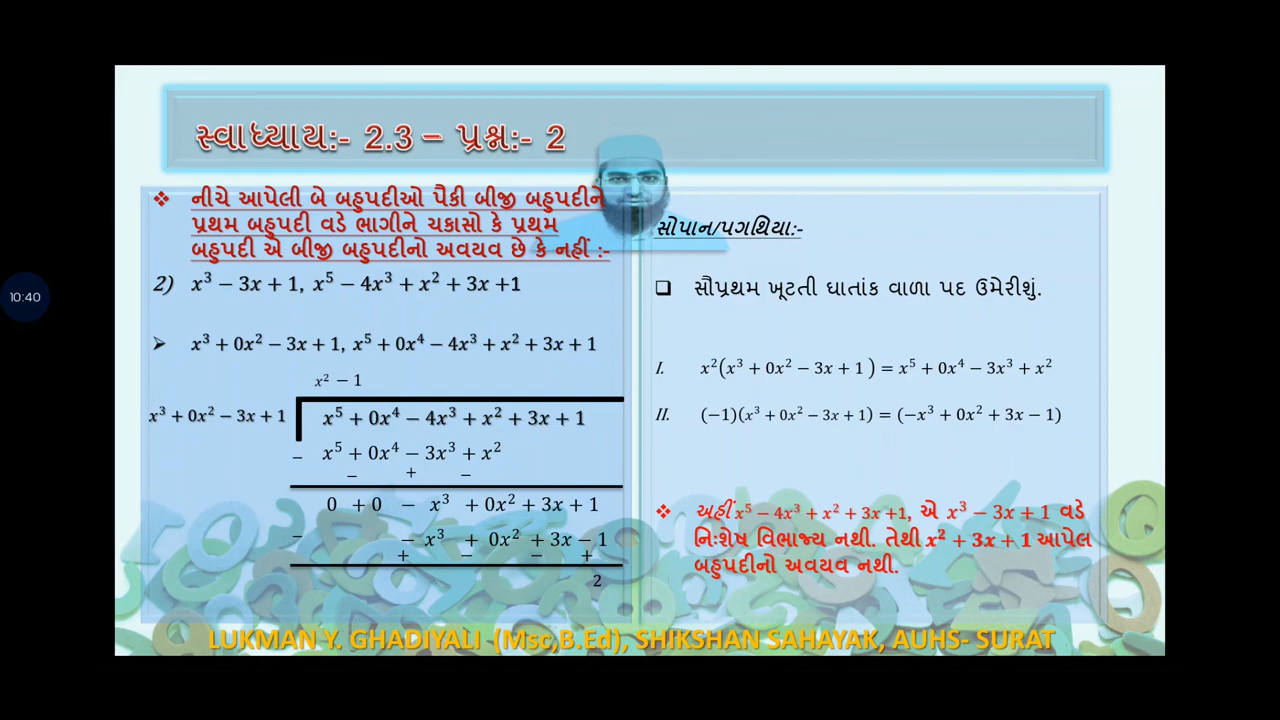 સ્વાધ્યાય:- 2.3 – પ્રશ્ન:- 2
❖ નીચે આપેલી બે બહુપદીઓ પૈકી બીજી બહુપદીને
પ્રથમ બહુપદી વડે ભાગીને ચકાસો કે પ્રથમ
બહુપદી એ બીજી બહુપદીનો અવયવ છે કે નહીં :-
2) x³ − 3x + 1, x⁵ − 4x³ + x² + 3x +1
➢ x³ + 0x² − 3x + 1, x⁵ + 0x⁴ − 4x³ + x² + 3x + 1
x² − 1
x³ + 0x² − 3x + 1 x⁵ + 0x⁴ − 4x³ + x² + 3x + 1
− x⁵ + 0x⁴ − 3x³ + x²
− + −
0 + 0 − x³ + 0x² + 3x + 1
− − x³ + 0x² + 3x − 1
+ − − +
2
સોપાન/પગથિયા:-
❑ સૌપ્રથમ ખૂટતી ઘાતાંક વાળા પદ ઉમેરીશું.
I. x²(x³ + 0x² − 3x + 1 ) = x⁵ + 0x⁴ − 3x³ + x²
II. (−1)(x³ + 0x² − 3x + 1) = (−x³ + 0x² + 3x − 1)
❖ અહીં x⁵ − 4x³ + x² + 3x +1, એ x³ − 3x + 1 વડે
નિઃશેષ વિભાજ્ય નથી. તેથી x² + 3x + 1 આપેલ
બહુપદીનો અવયવ નથી.
LUKMAN Y. GHADIYALI (Msc,B.Ed), SHIKSHAN SAHAYAK, AUHS- SURAT
10:40